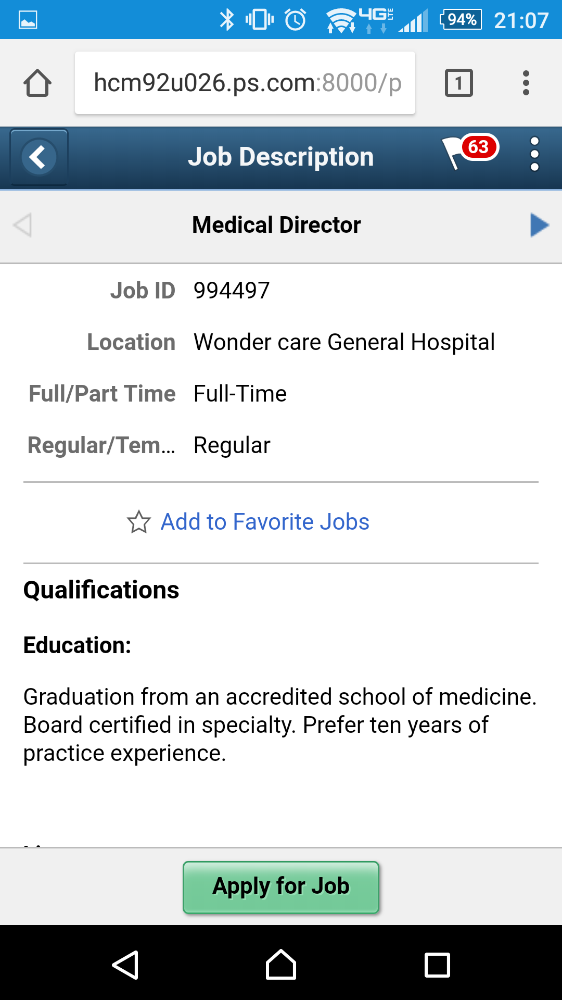 4G LTE 94% 21:07
hcm92u026.ps.com:8000/p 1
Job Description 63
Medical Director
Job ID 994497
Location Wonder care General Hospital
Full/Part Time Full-Time
Regular/Tem... Regular
Add to Favorite Jobs
Qualifications
Education:
Graduation from an accredited school of medicine.
Board certified in specialty. Prefer ten years of
practice experience.
Apply for Job